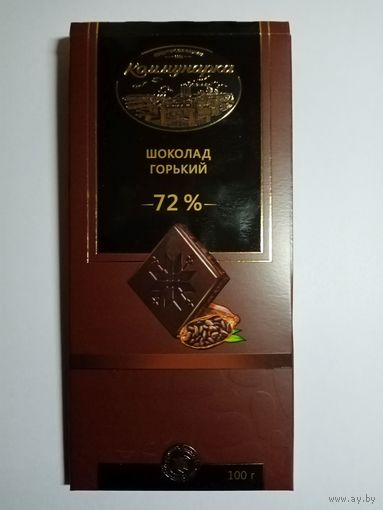 Коммунарка
ШОКОЛАД
ГОРЬКИЙ
72 %
100 г
www.ay.by